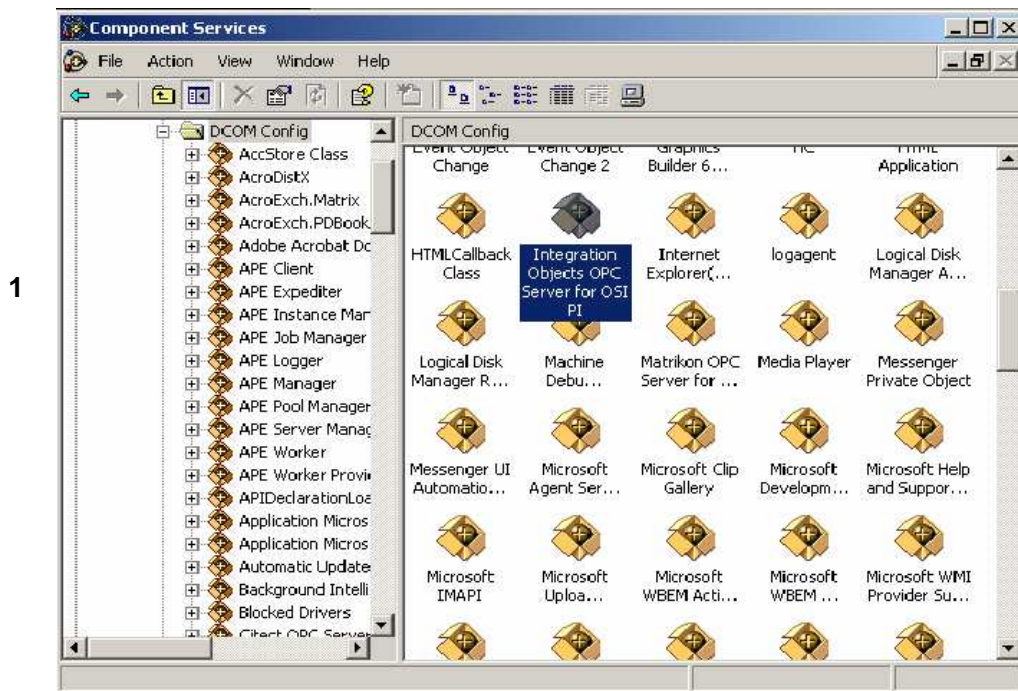 Component Services
File Action View Window Help
1
DCOM Config
AccStore Class
AcroDistX
AcroExch.Matrix
AcroExch.PDBook
Adobe Acrobat Dc
APE Client
APE Expediter
APE Instance Man
APE Job Manager
APE Logger
APE Manager
APE Pool Manager
APE Server Manag
APE Worker
APE Worker Provi
APIDeclarationLoa
Application Micros
Application Micros
Automatic Update
Background Intelli
Blocked Drivers
Citect OPC Server
DCOM Config
Event Object
Change
Event Object
Change 2
Graphics
Builder 6...
HTML
Application
HTMLCallback
Class
Integration
Objects OPC
Server for OSI
PI
Internet
Explorer(...
logagent
Logical Disk
Manager A...
Logical Disk
Manager R...
Machine
Debu...
Matrikon OPC
Server for ...
Media Player
Messenger
Private Object
Messenger UI
Automatio...
Microsoft
Agent Ser...
Microsoft Clip
Gallery
Microsoft
Developm...
Microsoft Help
and Suppor...
Microsoft
IMAPI
Microsoft
Uploa...
Microsoft
WBEM Acti...
Microsoft
WBEM ...
Microsoft WMI
Provider Su...